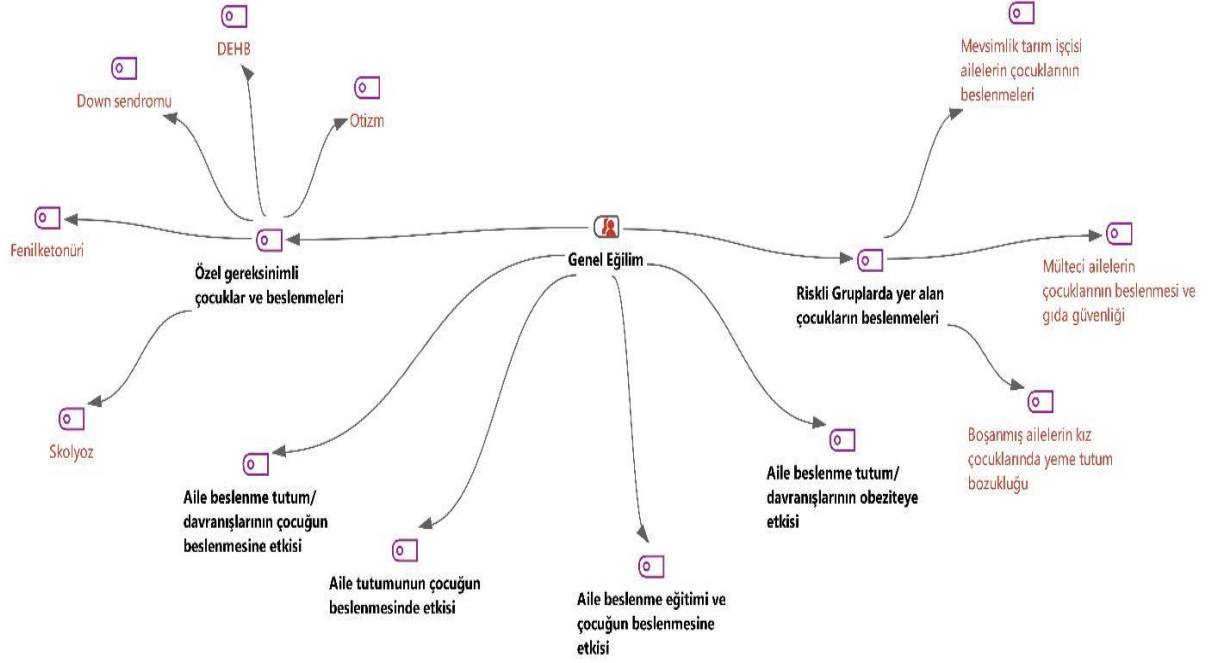 DEHB
Down sendromu
Otizm
Fenilketonüri
Özel gereksinimli
çocuklar ve beslenmeleri
Skolyoz
Genel Eğilim
Mevsimlik tarım işçisi
ailelerin çocuklarının
beslenmeleri
Mülteci ailelerin
çocuklarının beslenmesi ve
gıda güvenliği
Riskli Gruplarda yer alan
çocukların beslenmeleri
Boşanmış ailelerin kız
çocuklarında yeme tutum
bozukluğu
Aile beslenme tutum/
davranışlarının çocuğun
beslenmesine etkisi
Aile tutumunun çocuğun
beslenmesinde etkisi
Aile beslenme eğitimi ve
çocuğun beslenmesine
etkisi
Aile beslenme tutum/
davranışlarının obeziteye
etkisi